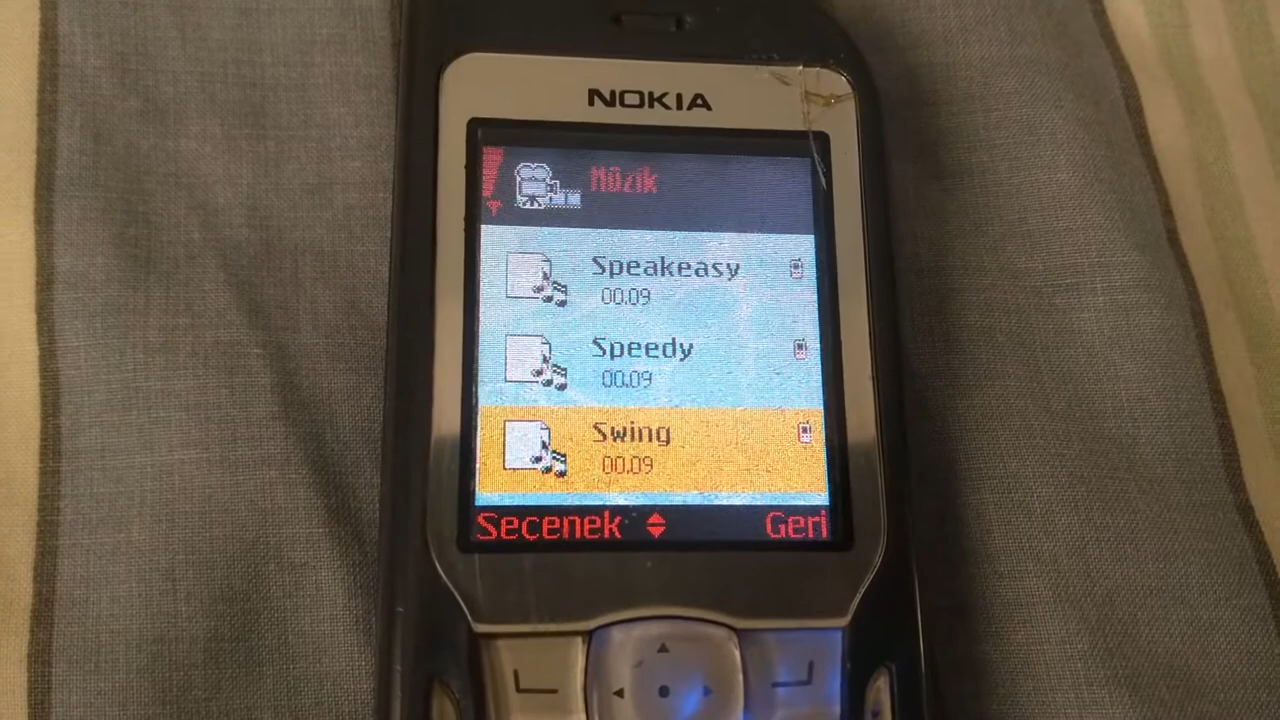 NOKIA
Müzik
Speakeasy
00.09
Speedy
00.09
Swing
00.09
Seçenek Geri